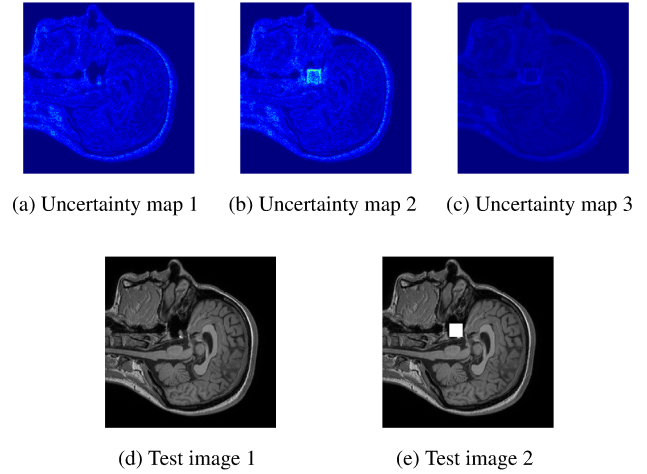 (a) Uncertainty map 1 (b) Uncertainty map 2 (c) Uncertainty map 3
(d) Test image 1 (e) Test image 2